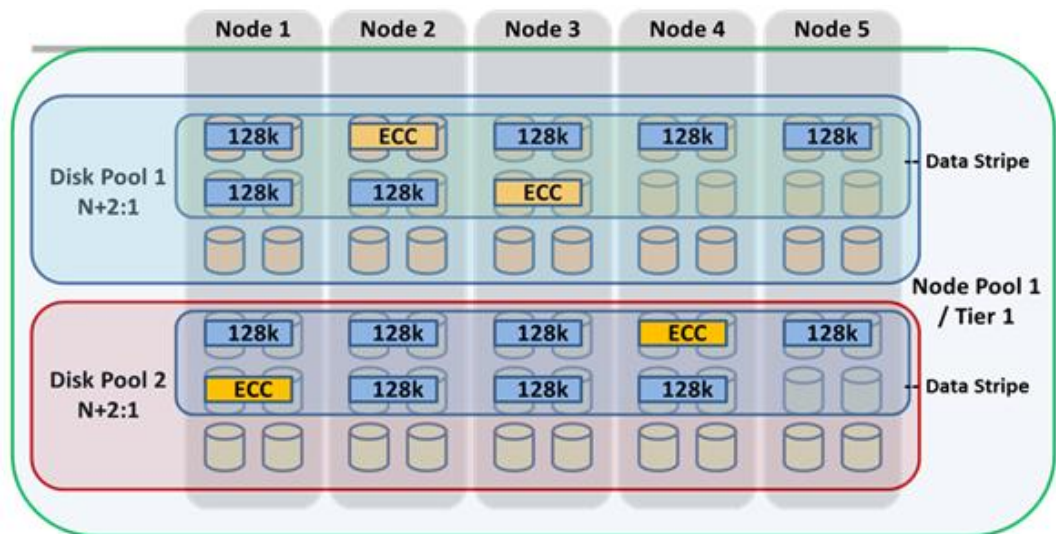 Node 1
Node 2
Node 3
Node 4
Node 5
128k
ECC
128k
128k
128k
Data Stripe
Disk Pool 1
N+2:1
128k
128k
ECC
Node Pool 1
/ Tier 1
128k
128k
128k
ECC
128k
Disk Pool 2
N+2:1
ECC
128k
128k
128k
Data Stripe